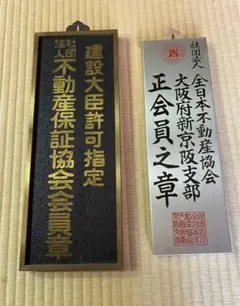 建設大臣許可指定
社団法人 不動産保証協会会員章
社団法人
全日本不動産協会
大阪府新京阪支部
正会員之章